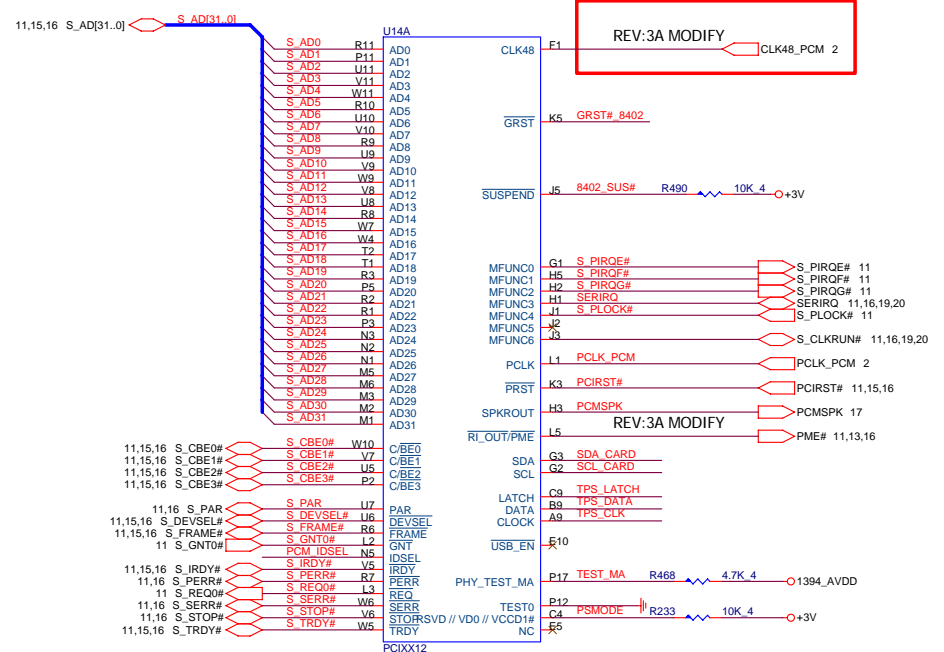 11,15,16 S_AD[31..0] S_AD[31..0]
U14A
REV:3A MODIFY
S_AD0 R11 AD0 CLK48 F1 CLK48_PCM 2
S_AD1 P11 AD1
S_AD2 U11 AD2
S_AD3 V11 AD3
S_AD4 W11 AD4
S_AD5 R10 AD5
S_AD6 U10 AD6 GRST K5 GRST#_8402
S_AD7 V10 AD7
S_AD8 R9 AD8
S_AD9 U9 AD9
S_AD10 V9 AD10
S_AD11 W9 AD11
S_AD12 V8 AD12 SUSPEND J5 8402_SUS# R490 10K_4 +3V
S_AD13 U8 AD13
S_AD14 R8 AD14
S_AD15 W7 AD15
S_AD16 W4 AD16
S_AD17 T2 AD17
S_AD18 T1 AD18 MFUNC0 G1 S_PIRQE# S_PIRQE# 11
S_AD19 R3 AD19 MFUNC1 H5 S_PIRQF# S_PIRQF# 11
S_AD20 P5 AD20 MFUNC2 H2 S_PIRQG# S_PIRQG# 11
S_AD21 R2 AD21 MFUNC3 H1 SERIRQ SERIRQ 11,16,19,20
S_AD22 R1 AD22 MFUNC4 J1 S_PLOCK# S_PLOCK# 11
S_AD23 P3 AD23 MFUNC5 J2
S_AD24 N3 AD24 MFUNC6 J3 S_CLKRUN# 11,16,19,20
S_AD25 N2 AD25
S_AD26 N1 AD26 PCLK L1 PCLK_PCM PCLK_PCM 2
S_AD27 M5 AD27
S_AD28 M6 AD28 PRST K3 PCIRST# PCIRST# 11,15,16
S_AD29 M3 AD29
S_AD30 M2 AD30 SPKROUT H3 PCMSPK PCMSPK 17
S_AD31 M1 AD31 REV:3A MODIFY
RI_OUT/PME L5 PME# 11,13,16
11,15,16 S_CBE0# S_CBE0# W10 C/BE0
11,15,16 S_CBE1# S_CBE1# V7 C/BE1 SDA G3 SDA_CARD
11,15,16 S_CBE2# S_CBE2# U5 C/BE2 SCL G2 SCL_CARD
11,15,16 S_CBE3# S_CBE3# P2 C/BE3
LATCH C9 TPS_LATCH
11,16 S_PAR S_PAR U7 PAR DATA B9 TPS_DATA
11,15,16 S_DEVSEL# S_DEVSEL# U6 DEVSEL CLOCK A9 TPS_CLK
11,15,16 S_FRAME# S_FRAME# R6 FRAME
11 S_GNT0# S_GNT0# L2 GNT USB_EN E10
PCM_IDSEL N5 IDSEL
11,15,16 S_IRDY# S_IRDY# V5 IRDY
11,16 S_PERR# S_PERR# R7 PERR PHY_TEST_MA P17 TEST_MA R468 4.7K_4 1394_AVDD
11 S_REQ0# S_REQ0# L3 REQ
11,16 S_SERR# S_SERR# W6 SERR TEST0 P12
11,16 S_STOP# S_STOP# V6 STOP RSVD // VD0 // VCCD1# C4 PSMODE R233 10K_4 +3V
11,15,16 S_TRDY# S_TRDY# W5 TRDY NC E5
PCIXX12